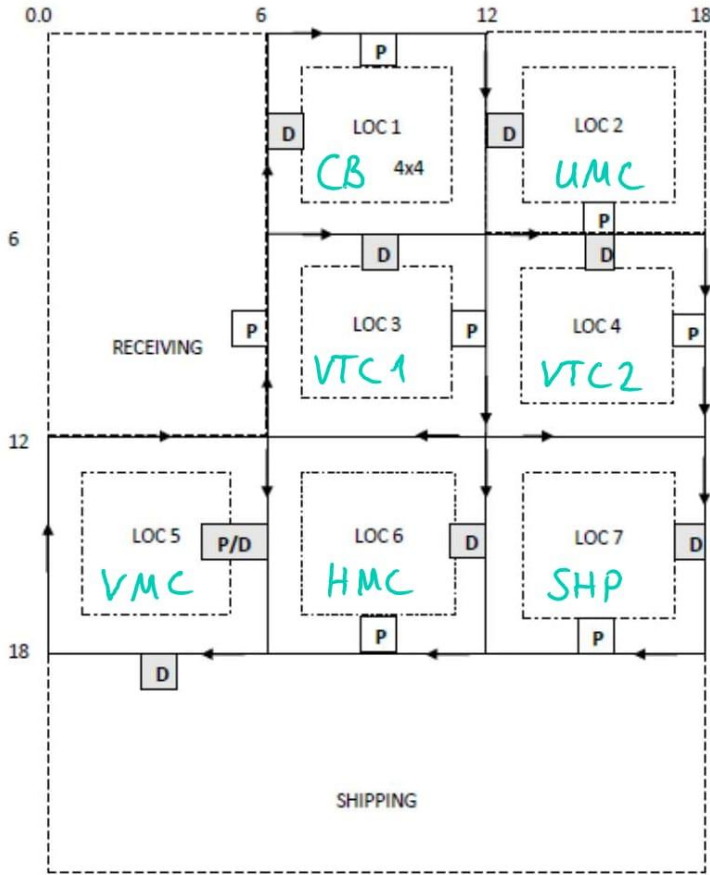 0.0 6 12 18
P
LOC 1 LOC 2
D D
CB 4x4 UMC
P
6
D D
LOC 3 LOC 4
P P P
RECEIVING
VTC1 VTC2
12
LOC 5 LOC 6 LOC 7
P/D D D
VMC HMC SHP
P P
18
D
SHIPPING